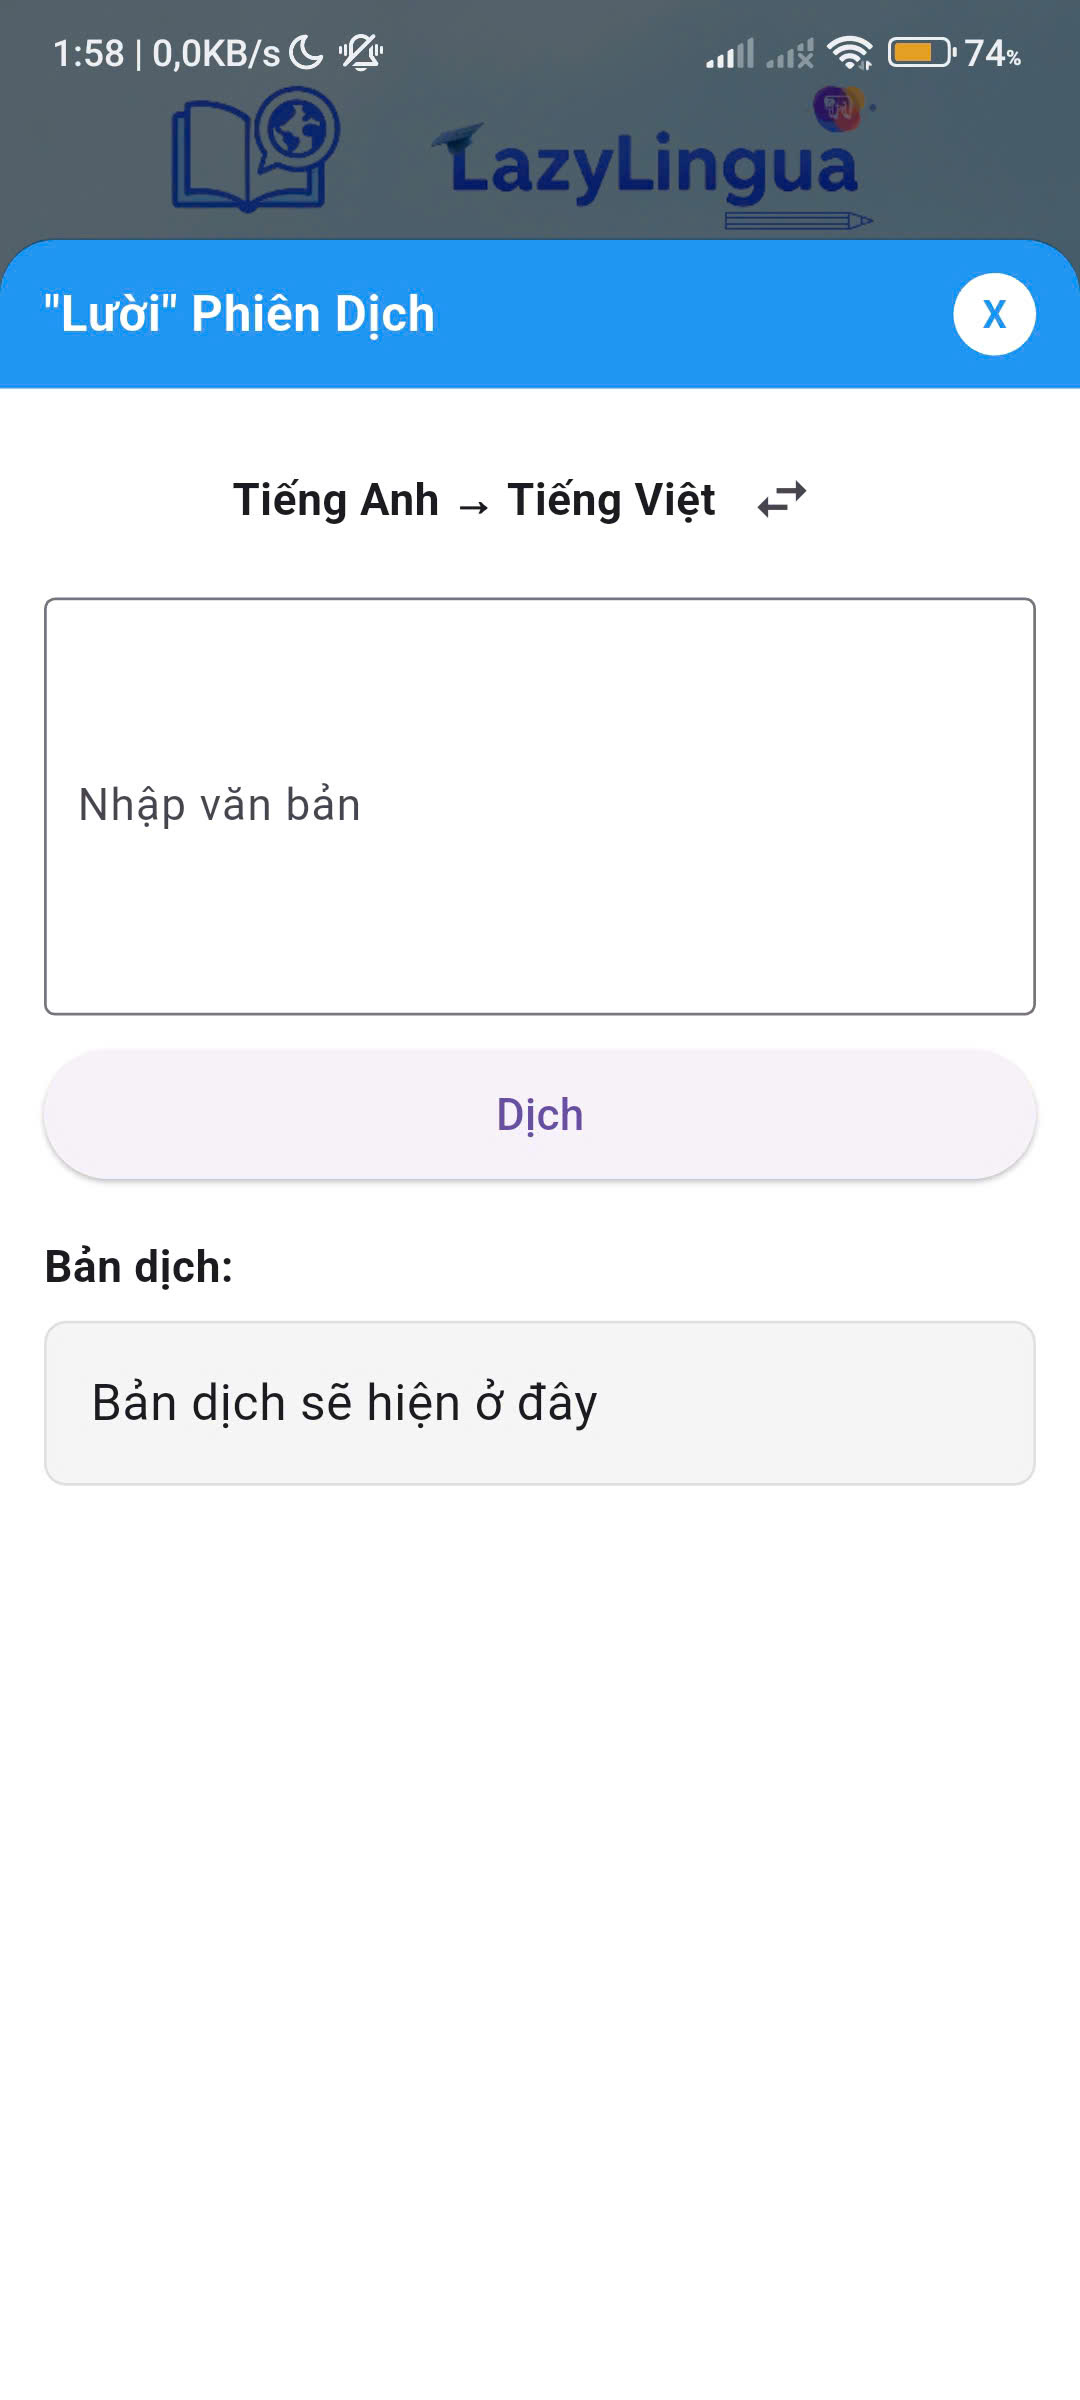 1:58 | 0,0KB/s 74%
LazyLingua
"Lười" Phiên Dịch X
Tiếng Anh → Tiếng Việt
Nhập văn bản
Dịch
Bản dịch:
Bản dịch sẽ hiện ở đây